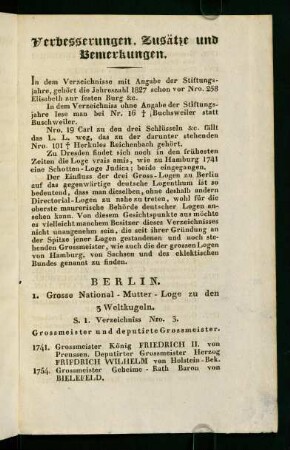 Verbesserungen, Zusätze und
Bemerkungen.
In dem Verzeichnisse mit Angabe der Stiftungs-
jahre, gehört die Jahreszahl 1827 schon vor Nro. 258
Elisabeth zur festen Burg &c.
In dem Verzeichniss ohne Angabe der Stiftungs-
jahre lese man bei Nr. 16 † Buchsweiler statt
Buschweiler.
Nro. 19 Carl zu den drei Schlüsseln &c. fällt
das L. L. weg, das zu der darunter stehenden
Nro. 101 † Herkules Reichenbach gehört.
Zu Dresden findet sich noch in den frühesten
Zeiten die Loge vrais amis, wie zu Hamburg 1741
eine Schotten-Loge Judica; beide eingegangen.
Der Einfluss der drei Gross-Logen zu Berlin
auf das gegenwärtige deutsche Logenthum ist so
bedeutend, dass man dieselben, ohne deshalb andern
Directorial-Logen zu nahe zu treten, wohl für die
oberste maurerische Behörde deutscher Logen an-
sehen kann. Von diesem Gesichtspunkte aus möchte
es vielleicht manchem Besitzer dieses Verzeichnisses
nicht unangenehm sein, die seit ihrer Gründung an
der Spitze jener Logen gestandenen und noch ste-
henden Grossmeister, wie auch die der grossen Logen
von Hamburg, von Sachsen und des eklektischen
Bundes genannt zu finden.
BERLIN.
1. Grosse National-Mutter-Loge zu den
3 Weltkugeln.
S. 1. Verzeichniss Nro. 3.
Grossmeister und deputirte Grossmeister.
1741. Grossmeister König FRIEDRICH II. von
Preussen, Deputirter Grossmeister Herzog
FRIEDRICH WILHELM von Holstein-Bek.
1754. Grossmeister Geheime-Rath Baron von
BIELEFELD.